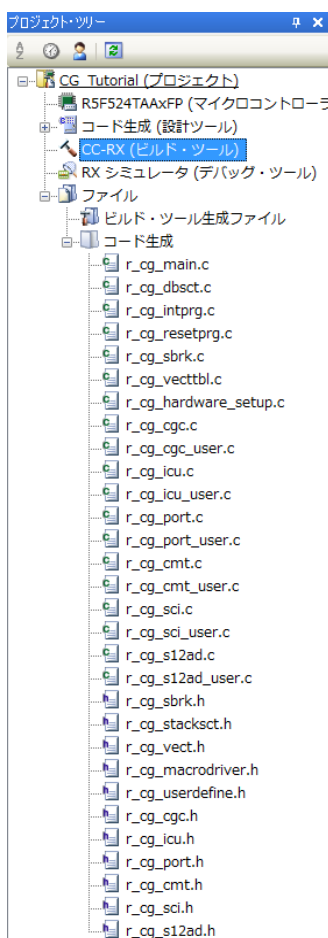 プロジェクト・ツリー
CG_Tutorial (プロジェクト)
R5F524TAAxFP (マイクロコントローラ
コード生成 (設計ツール)
CC-RX (ビルド・ツール)
RX シミュレータ (デバッグ・ツール)
ファイル
ビルド・ツール生成ファイル
コード生成
r_cg_main.c
r_cg_dbsct.c
r_cg_intprg.c
r_cg_resetprg.c
r_cg_sbrk.c
r_cg_vecttbl.c
r_cg_hardware_setup.c
r_cg_cgc.c
r_cg_cgc_user.c
r_cg_icu.c
r_cg_icu_user.c
r_cg_port.c
r_cg_port_user.c
r_cg_cmt.c
r_cg_cmt_user.c
r_cg_sci.c
r_cg_sci_user.c
r_cg_s12ad.c
r_cg_s12ad_user.c
r_cg_sbrk.h
r_cg_stacksct.h
r_cg_vect.h
r_cg_macrodriver.h
r_cg_userdefine.h
r_cg_cgc.h
r_cg_icu.h
r_cg_port.h
r_cg_cmt.h
r_cg_sci.h
r_cg_s12ad.h